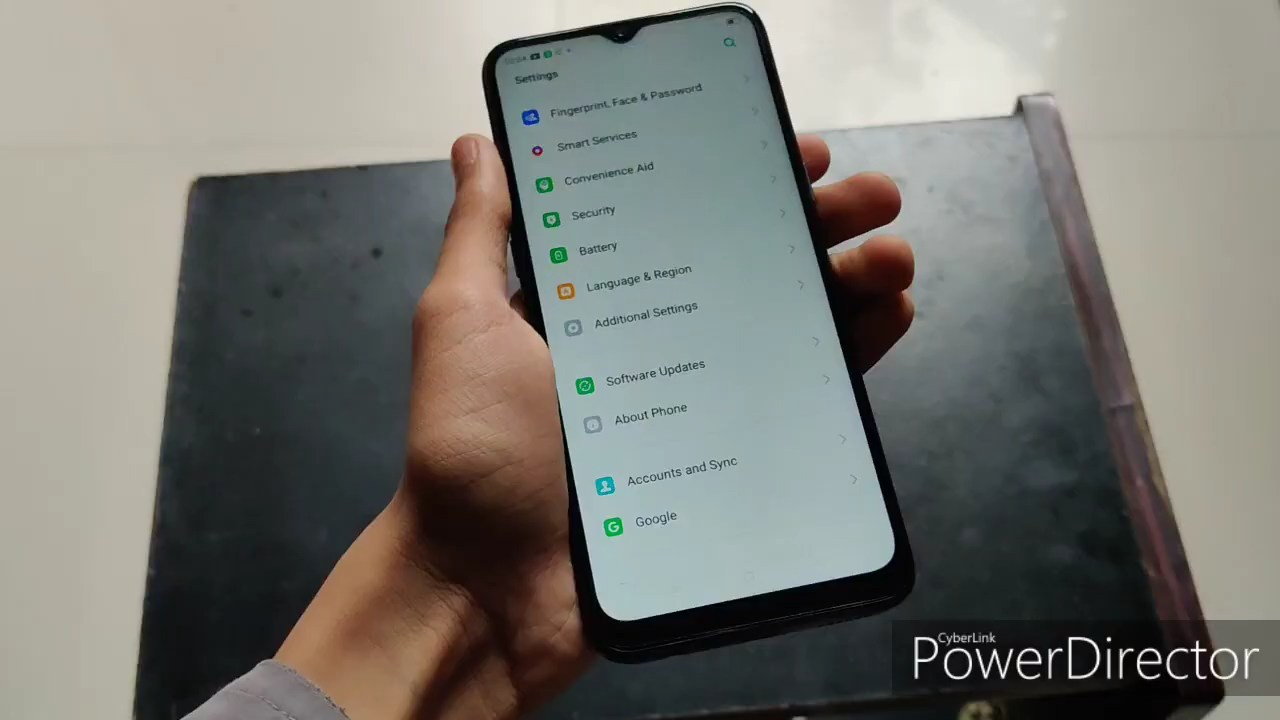 Settings
Fingerprint, Face & Password
Smart Services
Convenience Aid
Security
Battery
Language & Region
Additional Settings
Software Updates
About Phone
Accounts and Sync
G Google
CyberLink
PowerDirector